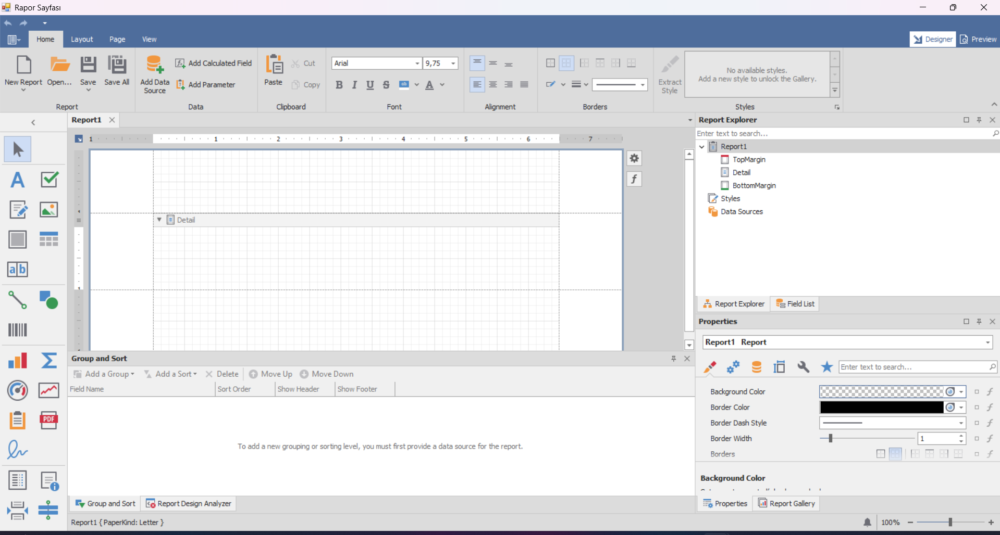 Rapor Sayfası
Home
Layout
Page
View
Designer
Preview
New Report
Open...
Save
Save All
Add Data Source
Add Calculated Field
Add Parameter
Paste
Cut
Copy
Arial
9,75
B I U S ab A
Extract Style
No available styles.
Add a new style to unlock the Gallery.
Report
Data
Clipboard
Font
Alignment
Borders
Styles
Report1
1 1 2 3 4 5 6 7
Detail
f
Report Explorer
Enter text to search...
Report1
TopMargin
Detail
BottomMargin
Styles
Data Sources
Report Explorer
Field List
A
ab
PDF
Group and Sort
Add a Group
Add a Sort
Delete
Move Up
Move Down
Field Name
Sort Order
Show Header
Show Footer
To add a new grouping or sorting level, you must first provide a data source for the report.
Group and Sort
Report Design Analyzer
Properties
Report1 Report
Enter text to search...
Background Color
Border Color
Border Dash Style
Border Width
1
Borders
Background Color
Properties
Report Gallery
Report1 { PaperKind: Letter }
100%